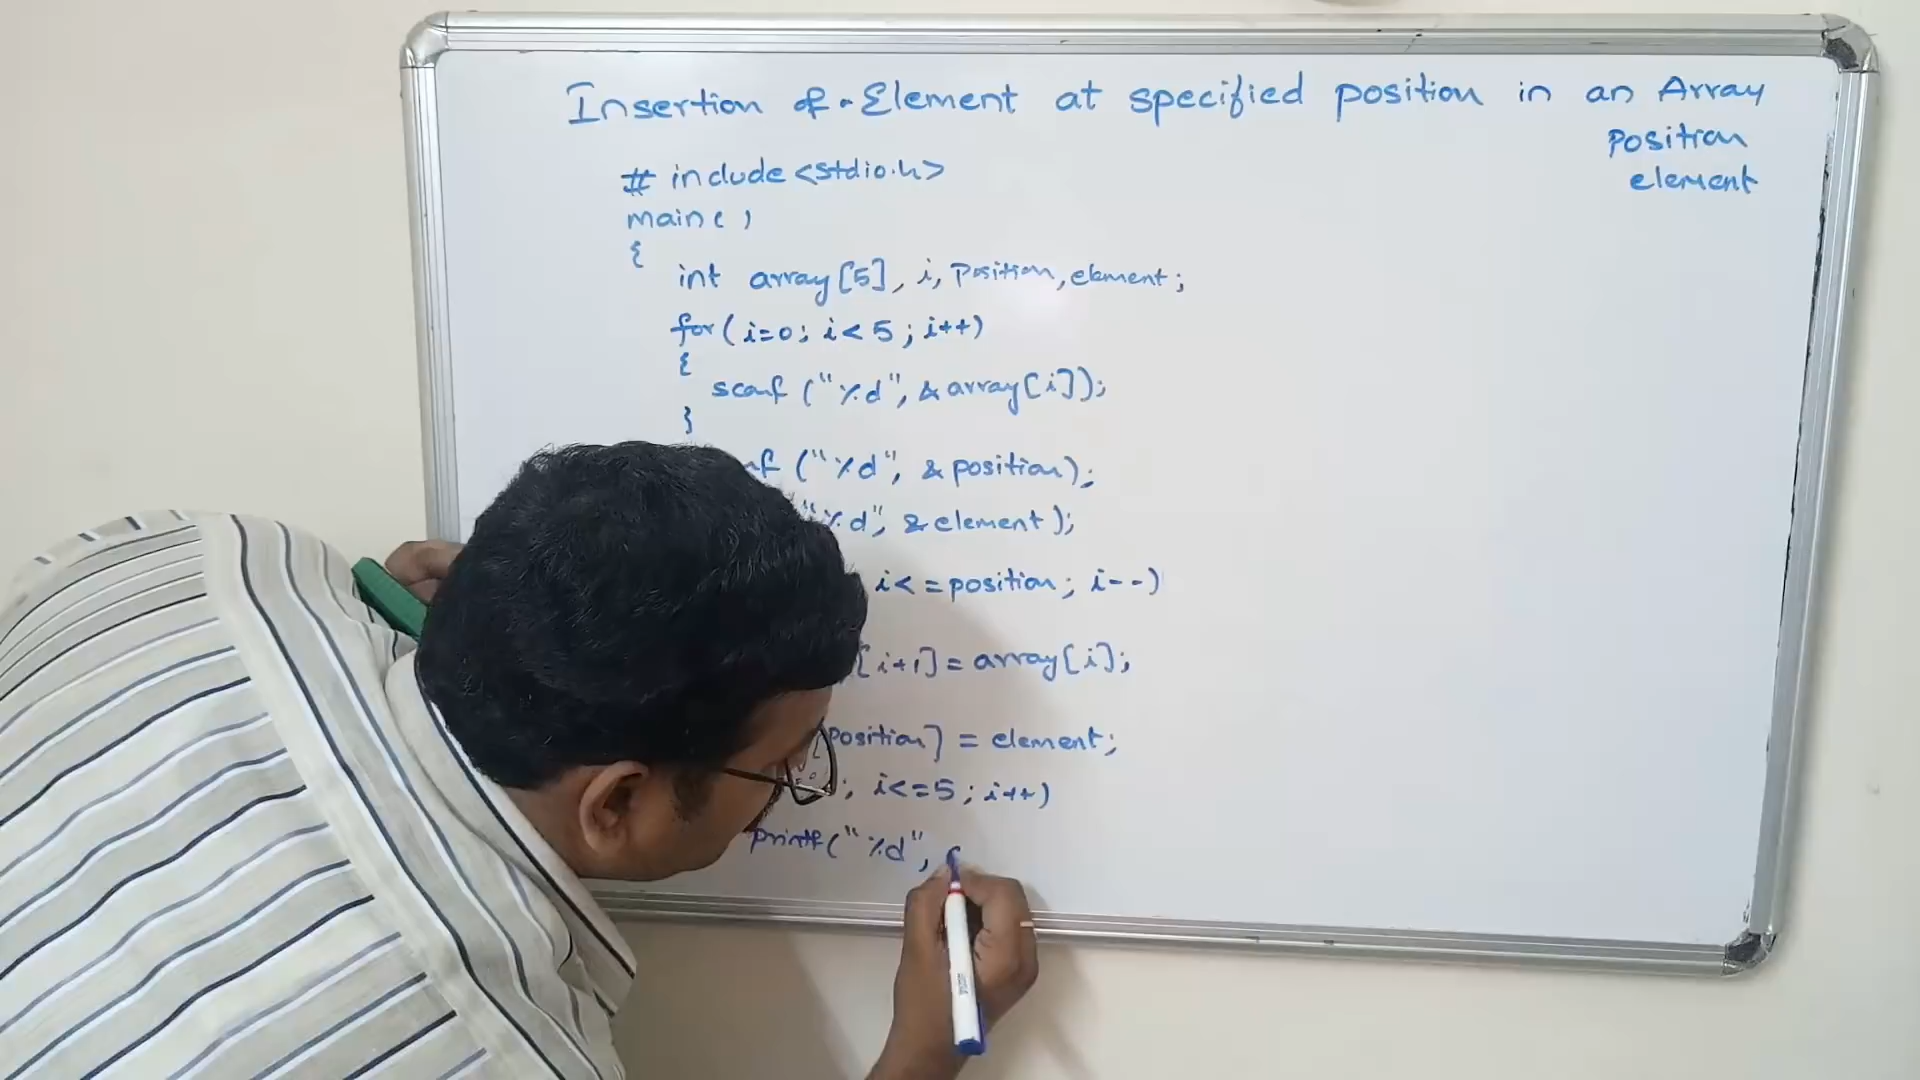 Insertion of Element at specified position in an Array
position
element
# include <stdio.h>
main()
{
int array[5], i, position, element;
for(i=0; i<5; i++)
{
scanf ("%d", &array[i]);
}
("%d", &position);
"%d", &element);
i<=position; i--)
[i+1] = array[i];
[position] = element;
; i<=5; i++)
printf("%d",